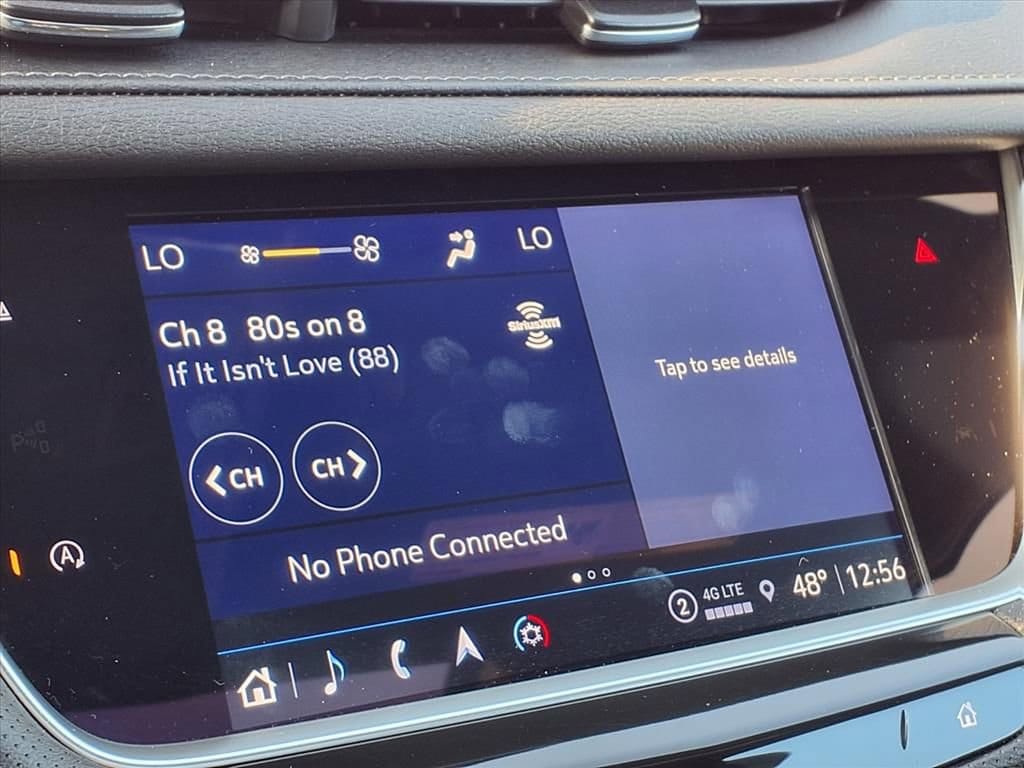 LO LO
Ch 8 80s on 8
SiriusXM
If It Isn't Love (88)
Tap to see details
CH CH
No Phone Connected
2 4G LTE 48° 12:56
A